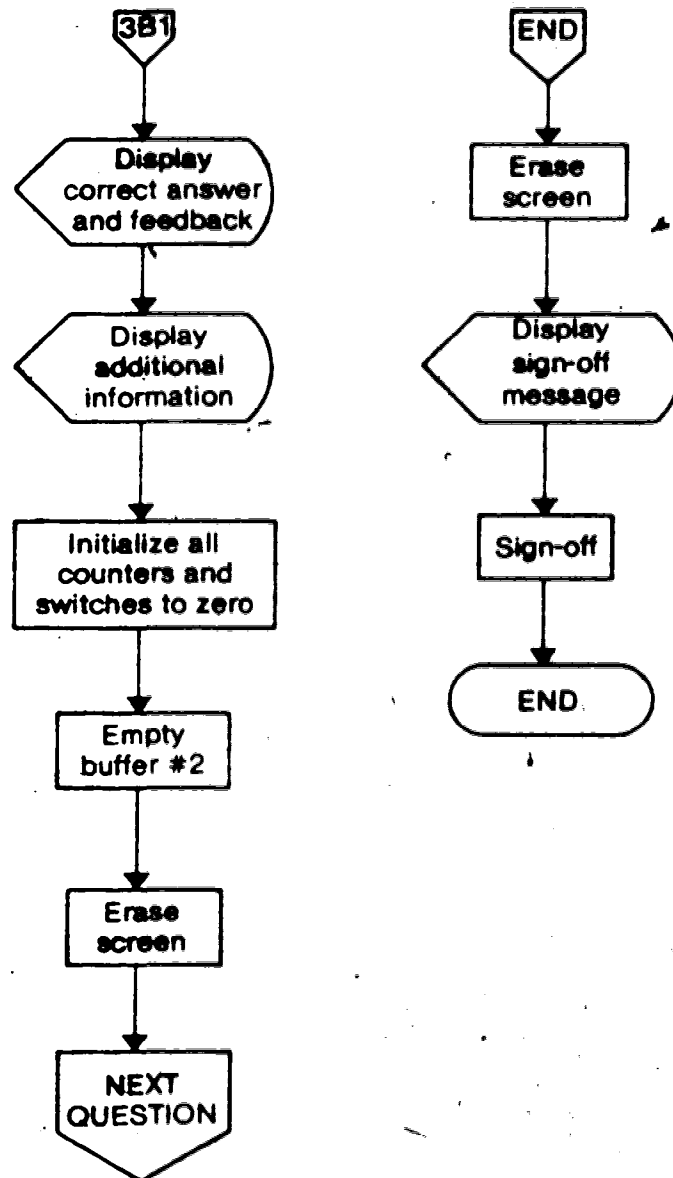 3B1
Display
correct answer
and feedback
Display
additional
information
Initialize all
counters and
switches to zero
Empty
buffer #2
Erase
screen
NEXT
QUESTION
END
Erase
screen
Display
sign-off
message
Sign-off
END